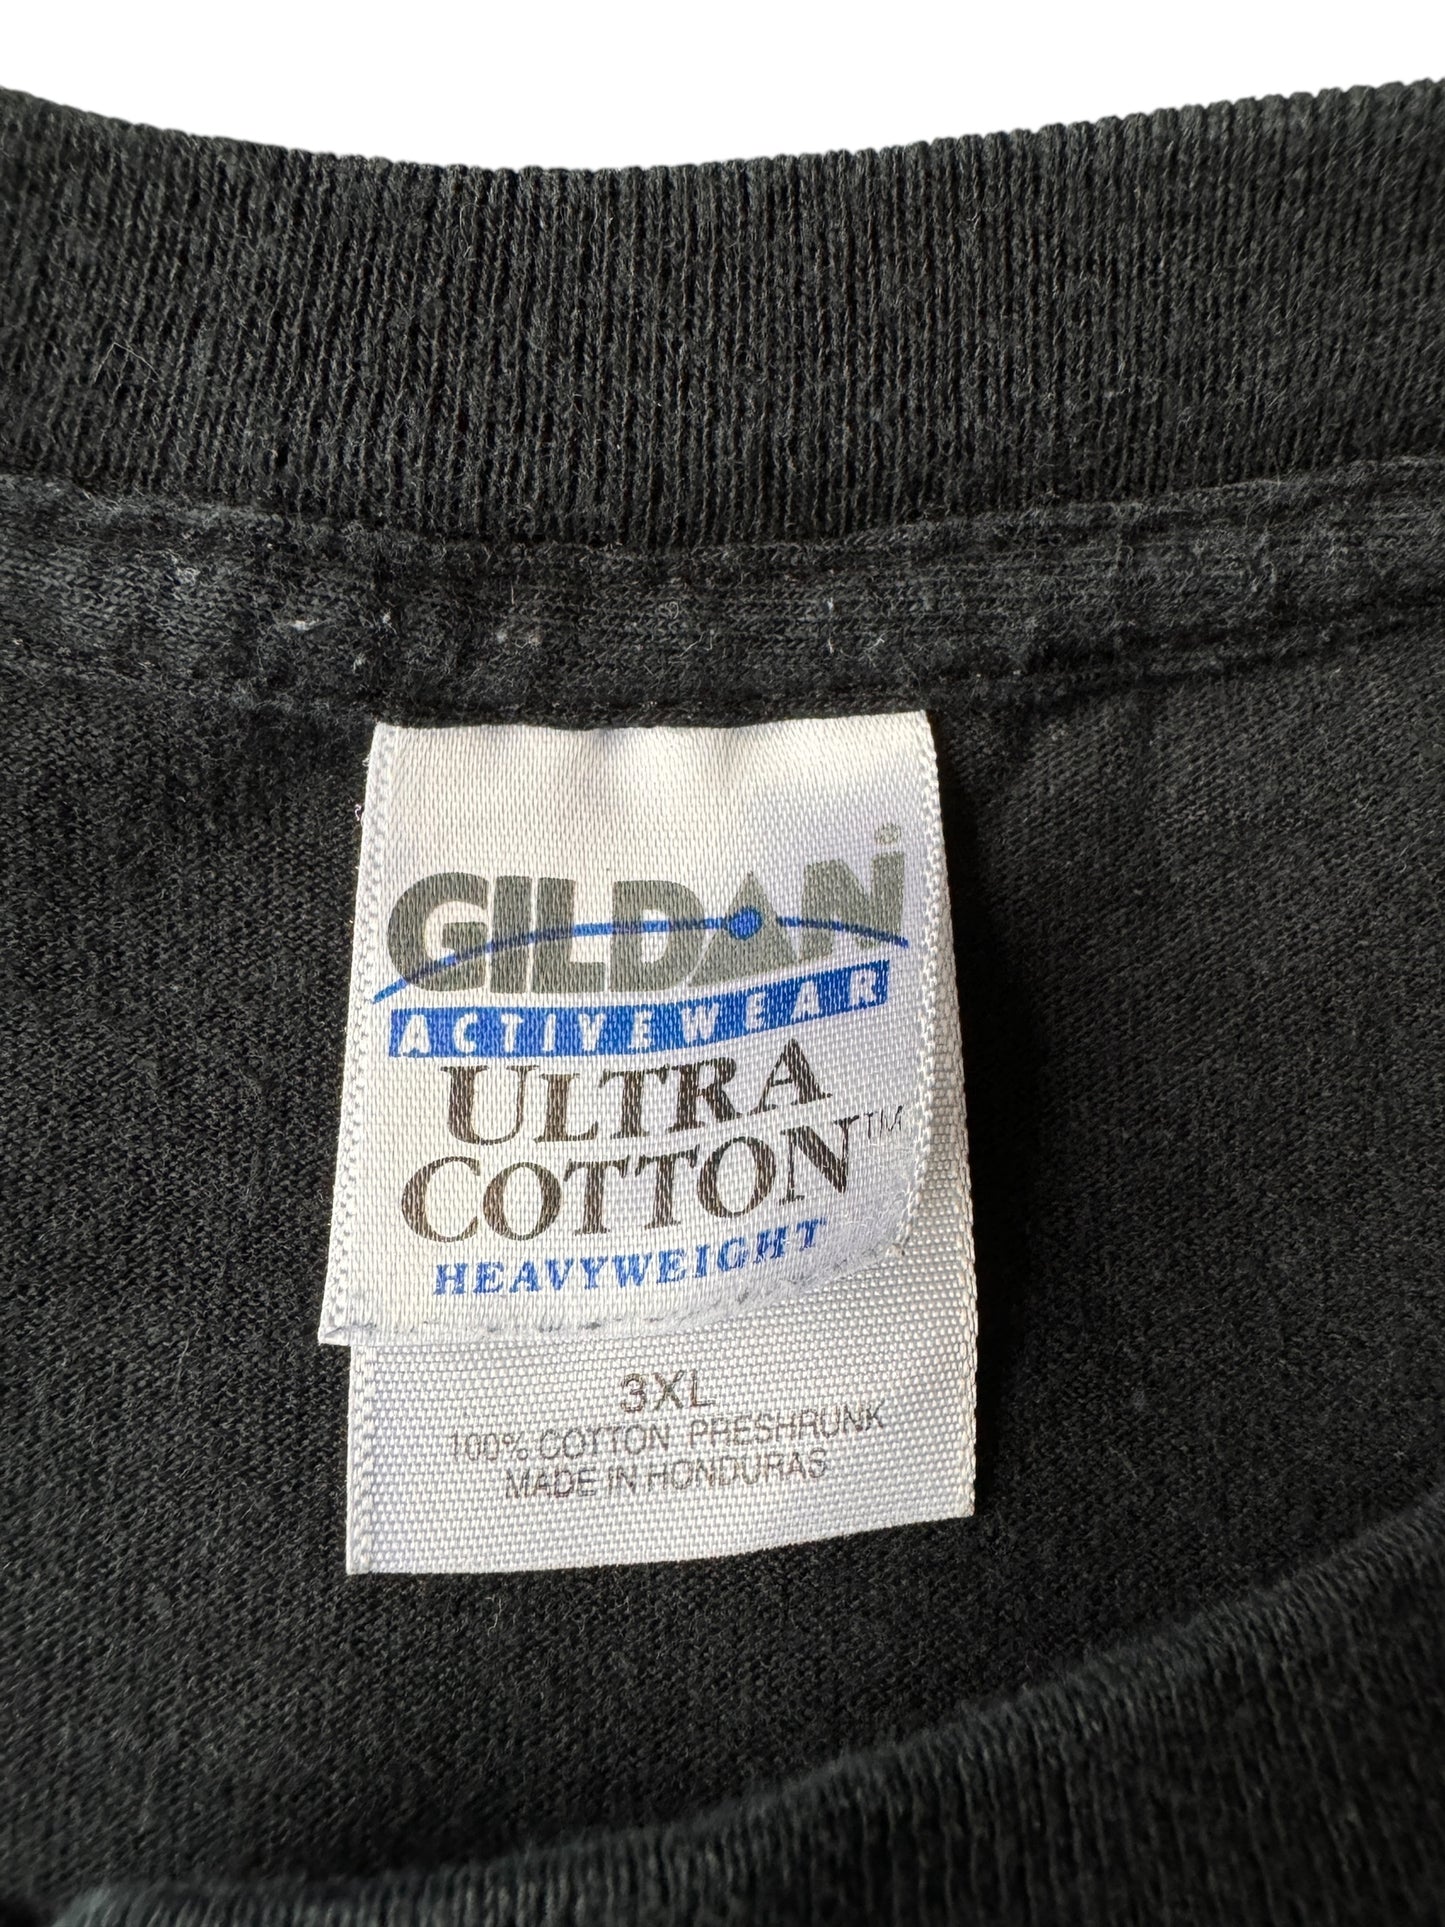 GILDAN®
ACTIVEWEAR
ULTRA
COTTON™
HEAVYWEIGHT
3XL
100% COTTON PRESHRUNK
MADE IN HONDURAS